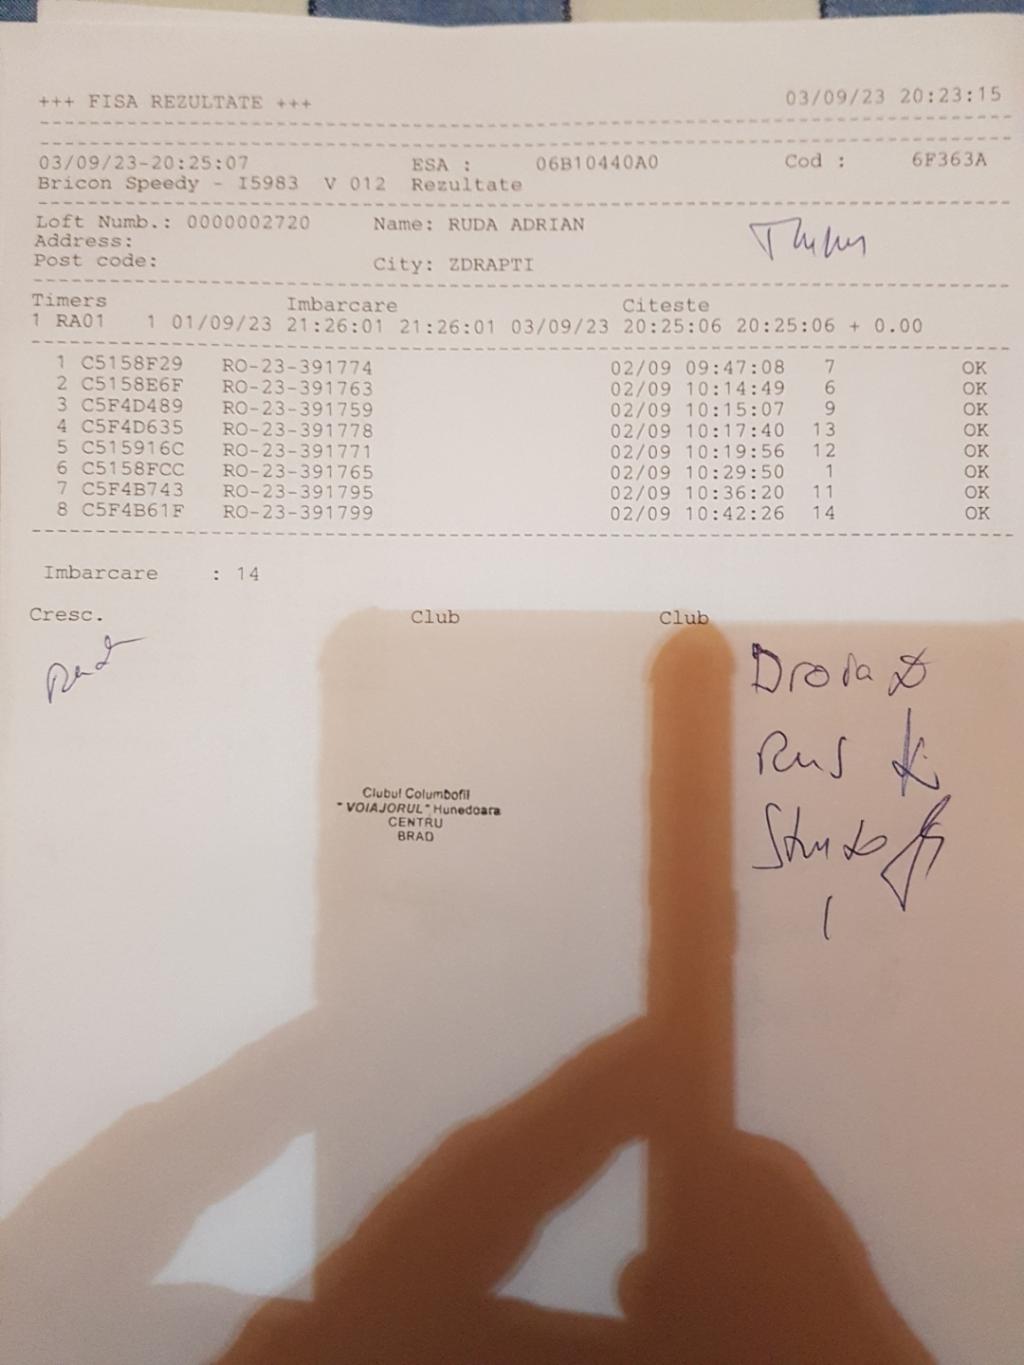 +++ FISA REZULTATE +++ 03/09/23 20:23:15
03/09/23-20:25:07 ESA : 06B10440A0 Cod : 6F363A
Bricon Speedy - I5983 V 012 Rezultate
Loft Numb.: 0000002720 Name: RUDA ADRIAN
Address:
Post code: City: ZDRAPTI
Timers Imbarcare Citeste
1 RA01 1 01/09/23 21:26:01 21:26:01 03/09/23 20:25:06 20:25:06 + 0.00
1 C5158F29 RO-23-391774 02/09 09:47:08 7 OK
2 C5158E6F RO-23-391763 02/09 10:14:49 6 OK
3 C5F4D489 RO-23-391759 02/09 10:15:07 9 OK
4 C5F4D635 RO-23-391778 02/09 10:17:40 13 OK
5 C515916C RO-23-391771 02/09 10:19:56 12 OK
6 C5158FCC RO-23-391765 02/09 10:29:50 1 OK
7 C5F4B743 RO-23-391795 02/09 10:36:20 11 OK
8 C5F4B61F RO-23-391799 02/09 10:42:26 14 OK
Imbarcare : 14
Cresc. Club Club
Rus
Clubul Columbofil
"VOIAJORUL" Hunedoara
CENTRU
BRAD